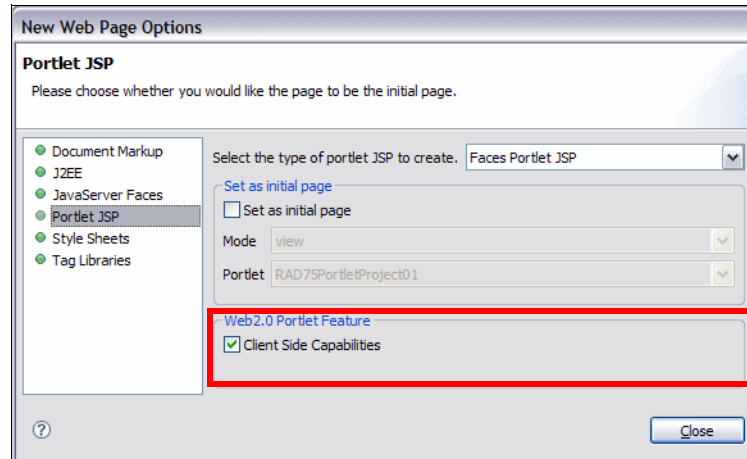 New Web Page Options
Portlet JSP
Please choose whether you would like the page to be the initial page.
Document Markup
J2EE
JavaServer Faces
Portlet JSP
Style Sheets
Tag Libraries
Select the type of portlet JSP to create. Faces Portlet JSP
Set as initial page
Set as initial page
Mode view
Portlet RAD75PortletProject01
Web2.0 Portlet Feature
Client Side Capabilities
?
Close